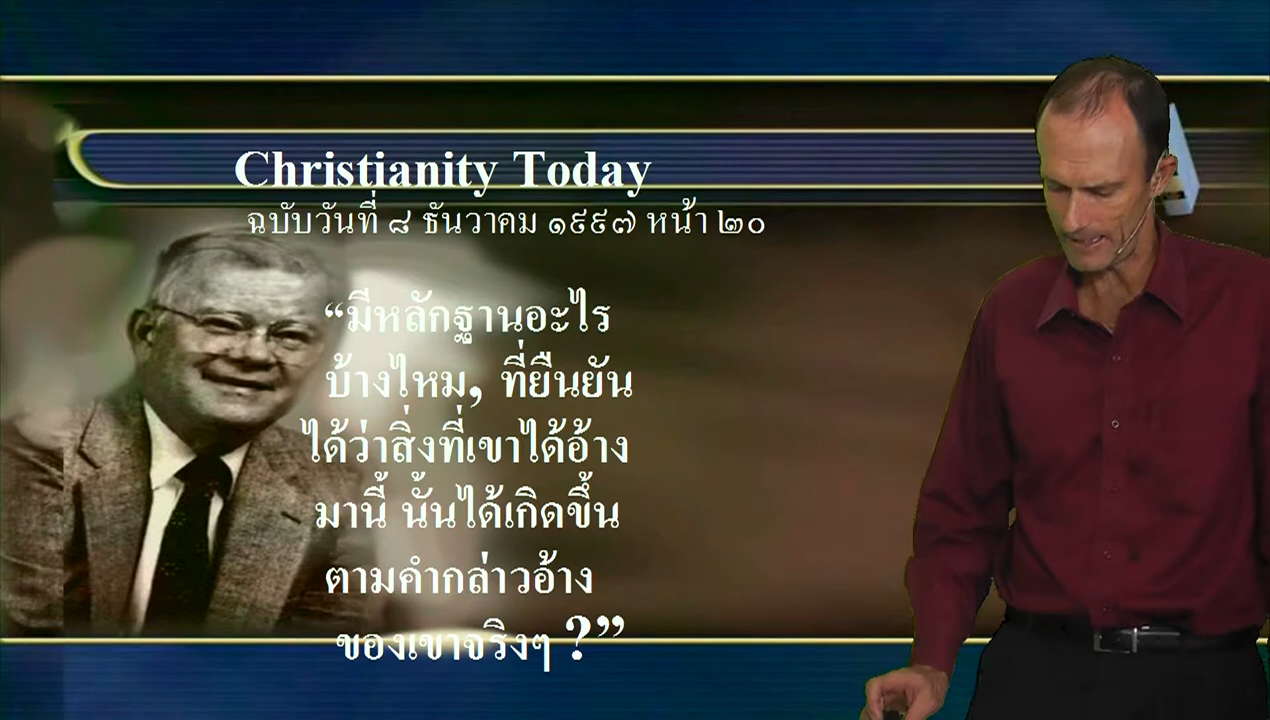 Christianity Today
ฉบับวันที่ ๘ ธันวาคม ๑๙๙๗ หน้า ๒๐
“มีหลักฐานอะไร
บ้างไหม, ที่ยืนยัน
ได้ว่าสิ่งที่เขาได้อ้าง
มานี้ นั้นได้เกิดขึ้น
ตามคำกล่าวอ้าง
ของเขาจริงๆ ?”